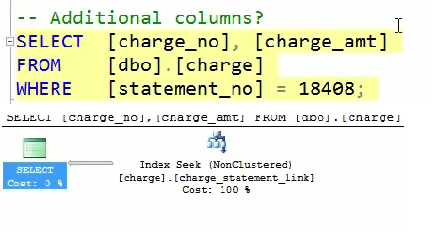 -- Additional columns?
SELECT [charge_no], [charge_amt]
FROM [dbo].[charge]
WHERE [statement_no] = 18408;
SELECT [charge_no],[charge_amt] FROM [dbo].[charge]
SELECT
Cost: 0 %
Index Seek (NonClustered)
[charge].[charge_statement_link]
Cost: 100 %